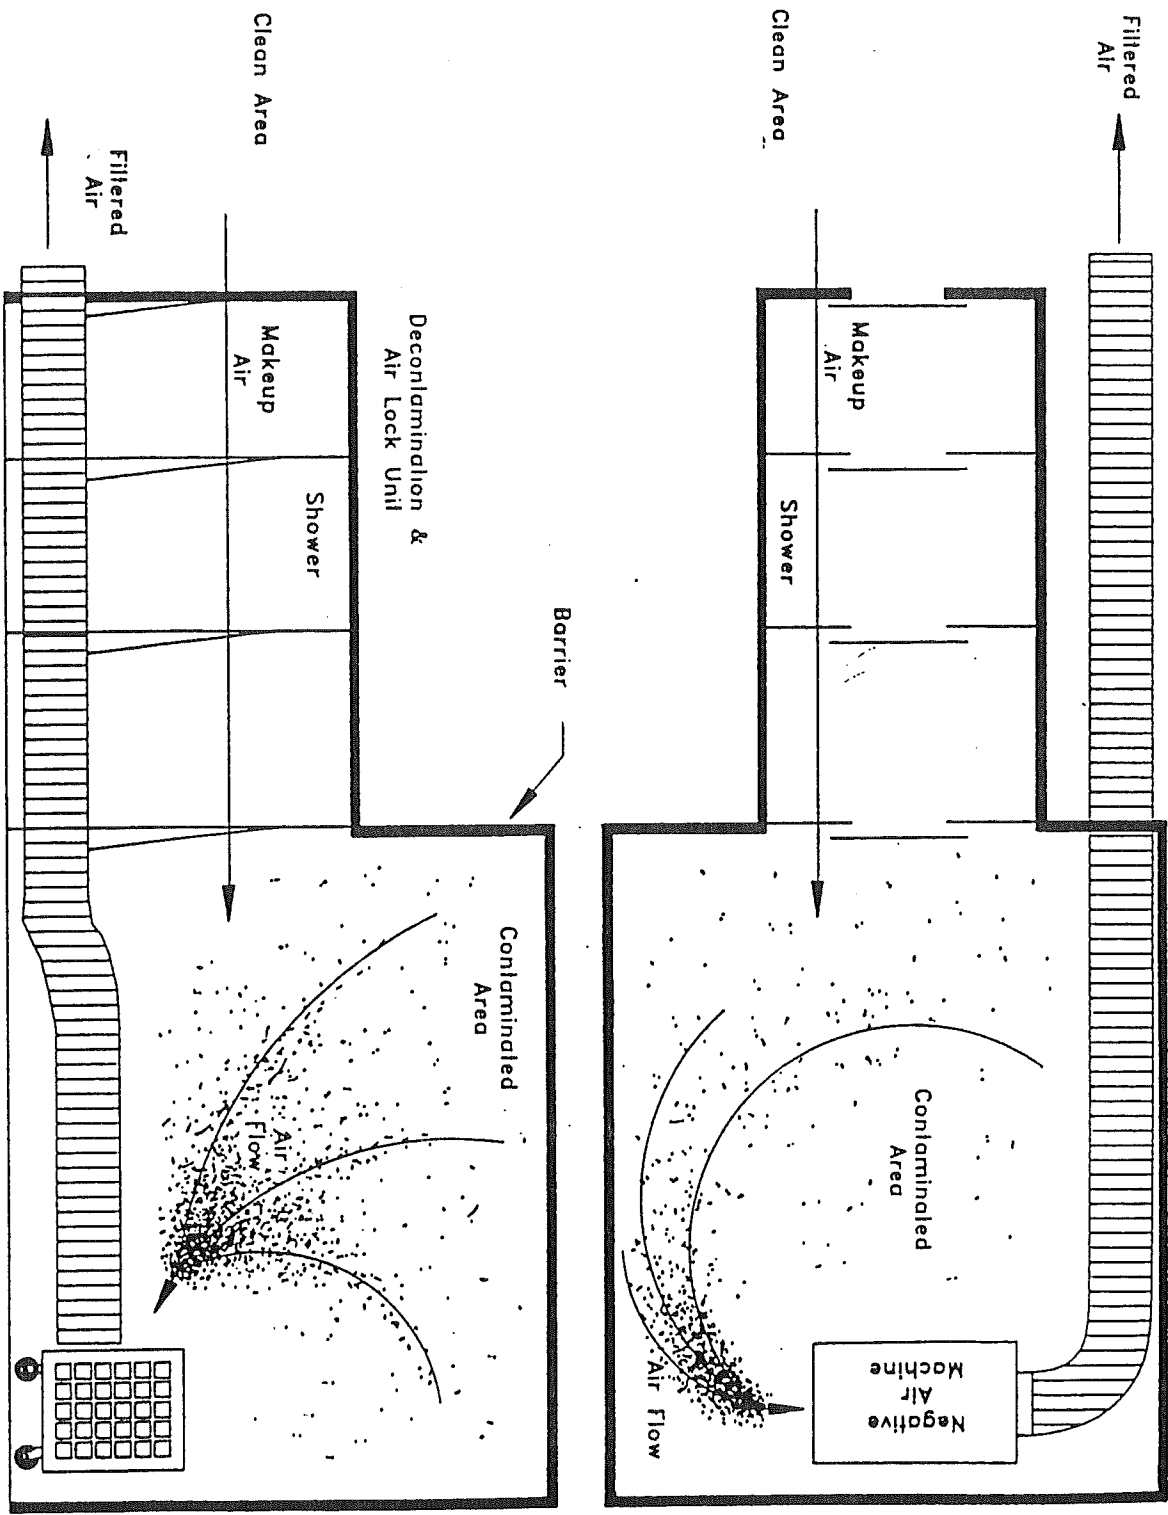 Filtered
Air
Clean Area
Makeup
Air
Shower
Contaminated
Area
Negative
Air
Machine
Air Flow
Barrier
Decontamination &
Air Lock Unit
Clean Area
Makeup
Air
Shower
Contaminated
Area
Air
Flow
Filtered
Air